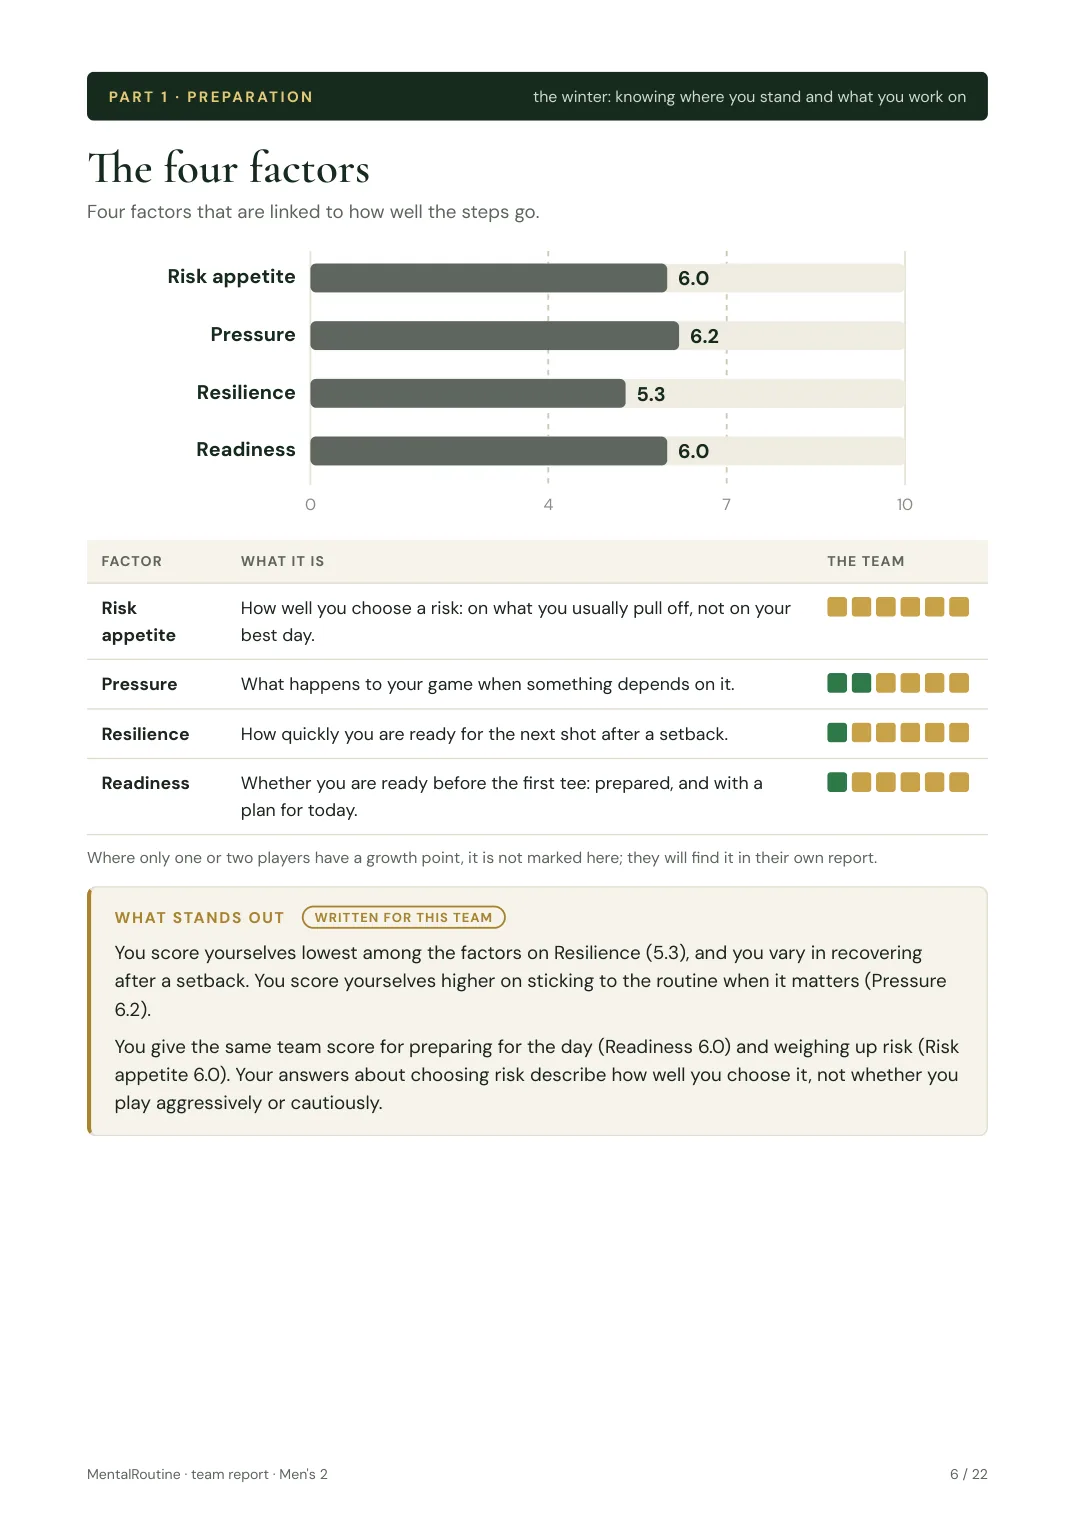 PART 1 · PREPARATION
the winter: knowing where you stand and what you work on
The four factors
Four factors that are linked to how well the steps go.
Risk appetite
6.0
Pressure
6.2
Resilience
5.3
Readiness
6.0
0
4
7
10
FACTOR
WHAT IT IS
THE TEAM
Risk
appetite
How well you choose a risk: on what you usually pull off, not on your
best day.
Pressure
What happens to your game when something depends on it.
Resilience
How quickly you are ready for the next shot after a setback.
Readiness
Whether you are ready before the first tee: prepared, and with a
plan for today.
Where only one or two players have a growth point, it is not marked here; they will find it in their own report.
WHAT STANDS OUT
WRITTEN FOR THIS TEAM
You score yourselves lowest among the factors on Resilience (5.3), and you vary in recovering
after a setback. You score yourselves higher on sticking to the routine when it matters (Pressure
6.2).
You give the same team score for preparing for the day (Readiness 6.0) and weighing up risk (Risk
appetite 6.0). Your answers about choosing risk describe how well you choose it, not whether you
play aggressively or cautiously.
MentalRoutine · team report · Men's 2
6 / 22